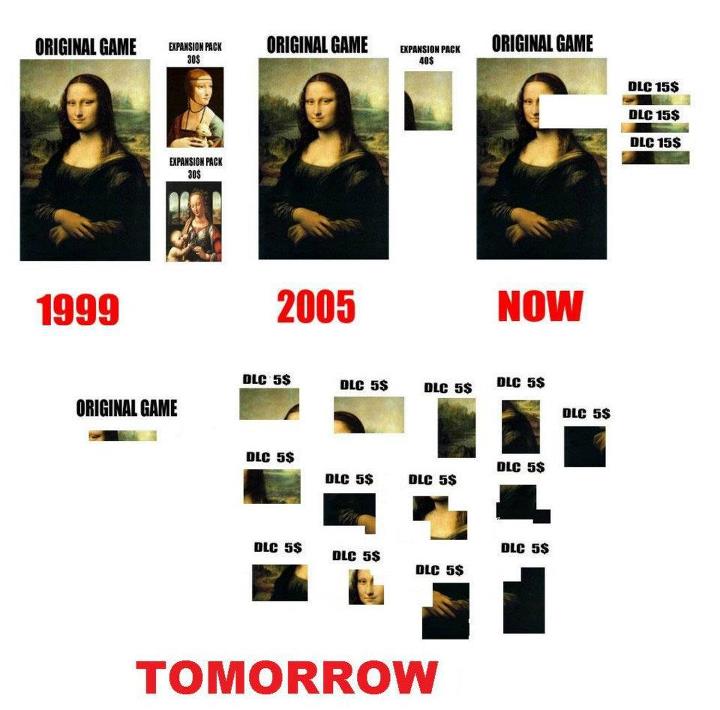 ORIGINAL GAME
EXPANSION PACK
30$
EXPANSION PACK
30$
1999
ORIGINAL GAME
EXPANSION PACK
40$
2005
ORIGINAL GAME
DLC 15$
DLC 15$
DLC 15$
NOW
ORIGINAL GAME
DLC 5$
DLC 5$
DLC 5$
DLC 5$
DLC 5$
DLC 5$
DLC 5$
DLC 5$
DLC 5$
DLC 5$
DLC 5$
DLC 5$
DLC 5$
TOMORROW